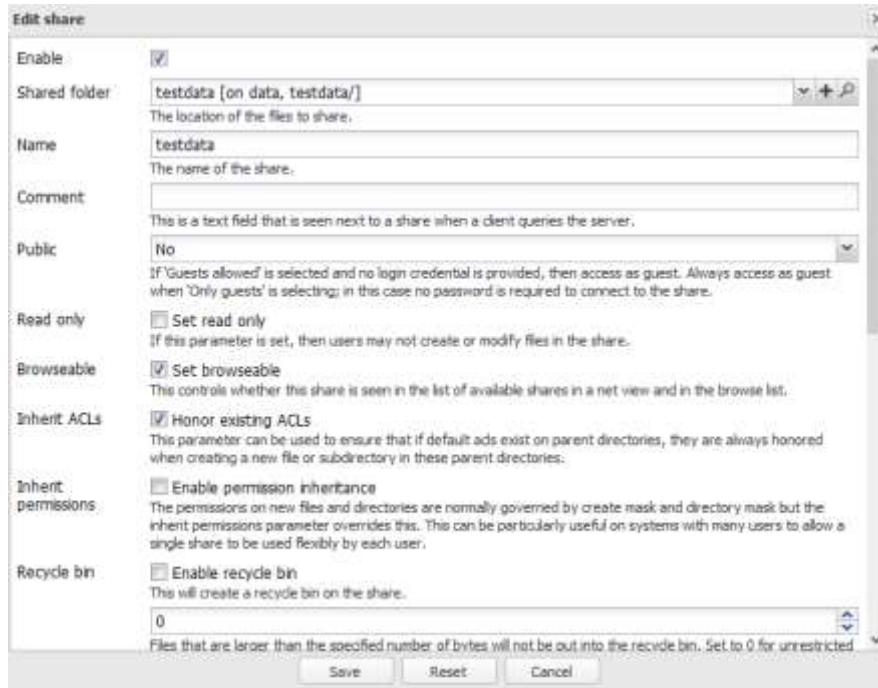 Edit share
Enable
Shared folder
testdata [on data, testdata/]
The location of the files to share.
Name
testdata
The name of the share.
Comment
This is a text field that is seen next to a share when a client queries the server.
Public
No
If 'Guests allowed' is selected and no login credential is provided, then access as guest. Always access as guest
when 'Only guests' is selecting; in this case no password is required to connect to the share.
Read only
Set read only
If this parameter is set, then users may not create or modify files in the share.
Browseable
Set browseable
This controls whether this share is seen in the list of available shares in a net view and in the browse list.
Inherit ACLs
Honor existing ACLs
This parameter can be used to ensure that if default acls exist on parent directories, they are always honored
when creating a new file or subdirectory in these parent directories.
Inherit
permissions
Enable permission inheritance
The permissions on new files and directories are normally governed by create mask and directory mask but the
inherit permissions parameter overrides this. This can be particularly useful on systems with many users to allow a
single share to be used flexibly by each user.
Recycle bin
Enable recycle bin
This will create a recycle bin on the share.
0
Files that are larger than the specified number of bytes will not be put into the recycle bin. Set to 0 for unrestricted
Save
Reset
Cancel